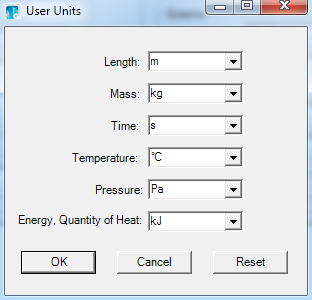 User Units
Length: m
Mass: kg
Time: s
Temperature: °C
Pressure: Pa
Energy, Quantity of Heat: kJ
OK Cancel Reset